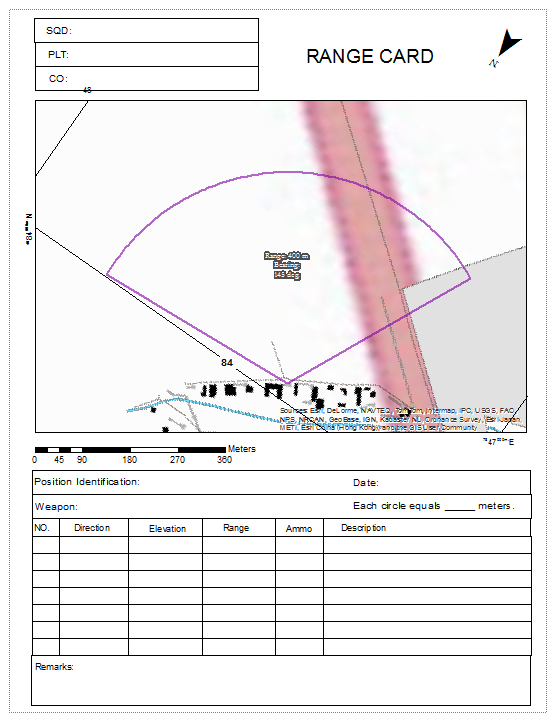 SQD:
PLT:
CO:
RANGE CARD
N
48
Range 400 m
Bearing:
84
Sources: Esri, DeLorme, NAVTEQ, TomTom, Intermap, iPC, USGS, FAO,
NPS, NRCAN, GeoBase, IGN, Kadaster NL, Ordnance Survey, Esri Japan,
METI, Esri China (Hong Kong), and the GIS User Community
Meters
0 45 90 180 270 360
Position Identification:
Date:
Weapon:
Each circle equals _____ meters.
NO. Direction Elevation Range Ammo Description
Remarks: